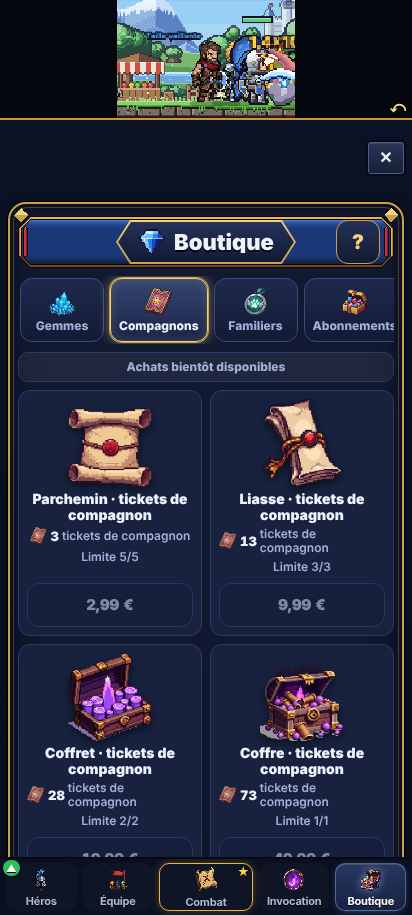 Boutique
?
Gemmes
Compagnons
Familiers
Abonnements
Achats bientôt disponibles
Parchemin · tickets de
compagnon
3 tickets de compagnon
Limite 5/5
2,99 €
Liasse · tickets de
compagnon
13 tickets de
compagnon
Limite 3/3
9,99 €
Coffret · tickets de
compagnon
28 tickets de
compagnon
Limite 2/2
Coffre · tickets de
compagnon
73 tickets de
compagnon
Limite 1/1
Héros
Équipe
Combat
Invocation
Boutique